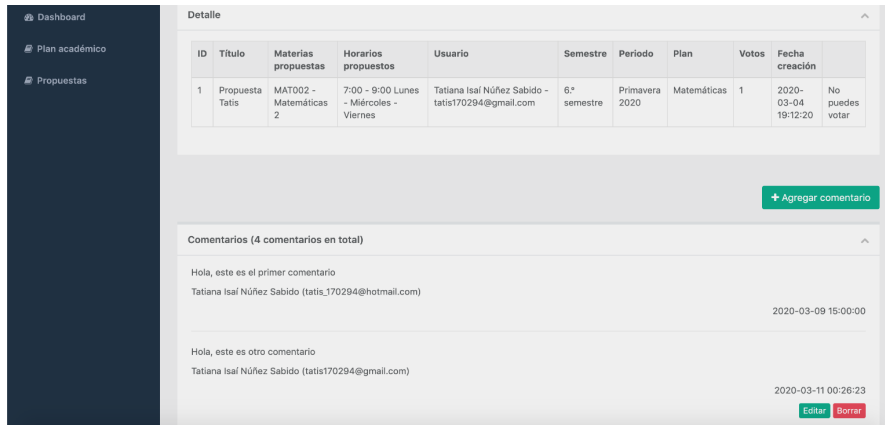 Dashboard
Plan académico
Propuestas
Detalle
ID Título Materias propuestas Horarios propuestos Usuario Semestre Periodo Plan Votos Fecha creación
1 Propuesta Tatis MAT002 - Matemáticas 2 7:00 - 9:00 Lunes - Miércoles - Viernes Tatiana Isaí Núñez Sabido - tatis170294@gmail.com 6.º semestre Primavera 2020 Matemáticas 1 2020-03-04 19:12:20 No puedes votar
+ Agregar comentario
Comentarios (4 comentarios en total)
Hola, este es el primer comentario
Tatiana Isaí Núñez Sabido (tatis_170294@hotmail.com)
2020-03-09 15:00:00
Hola, este es otro comentario
Tatiana Isaí Núñez Sabido (tatis170294@gmail.com)
2020-03-11 00:26:23
Editar Borrar